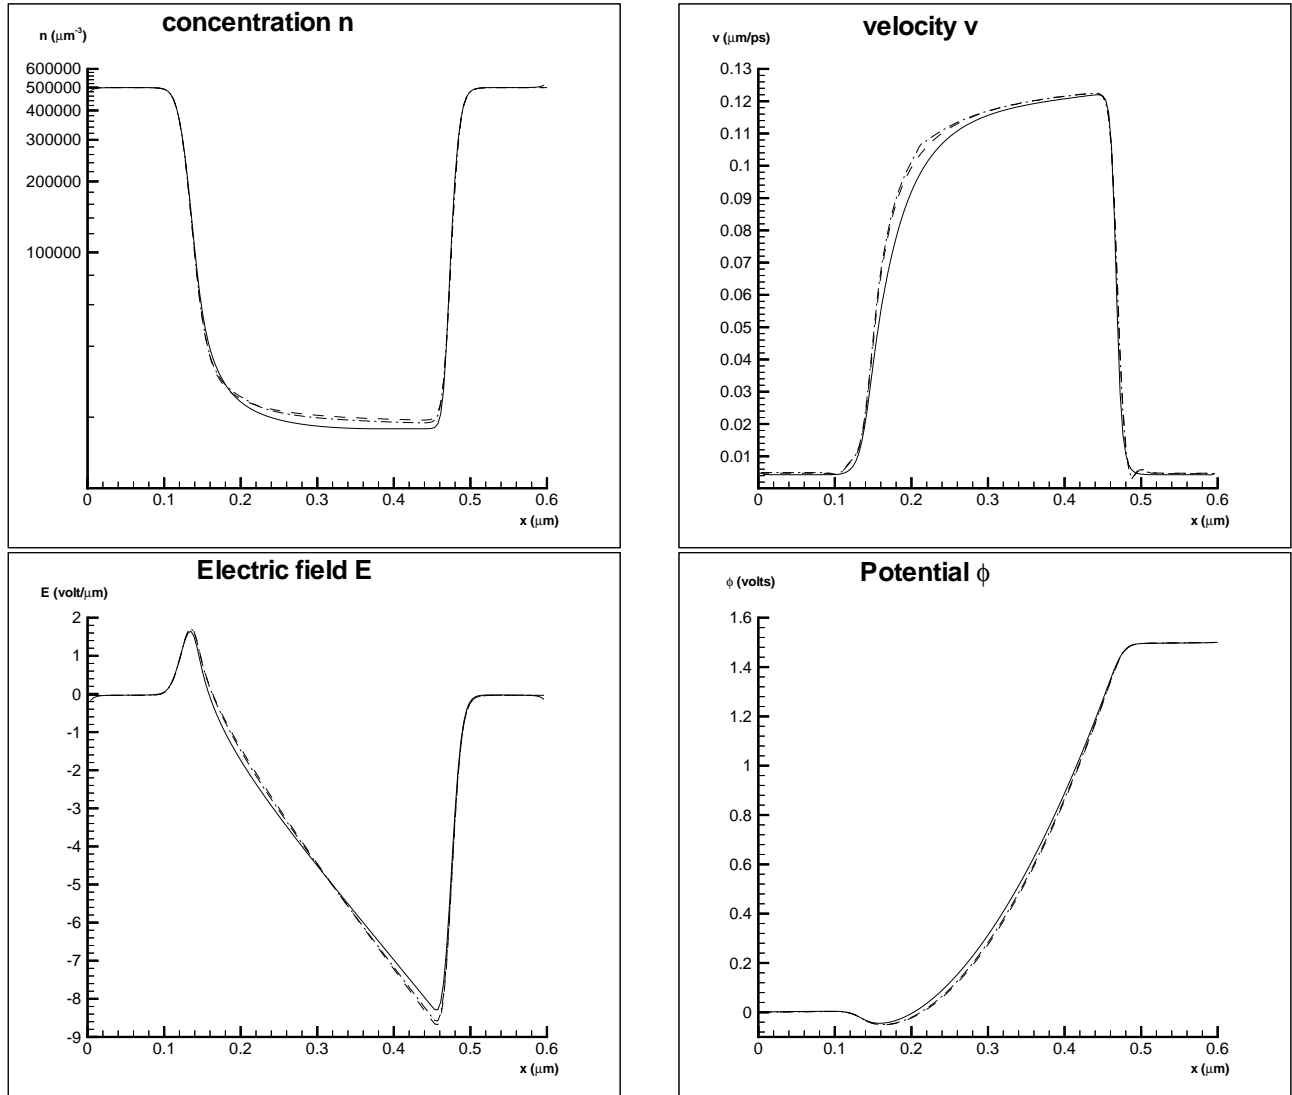 concentration n
n (μm⁻³)
600000
500000
400000
300000
200000
100000
0 0.1 0.2 0.3 0.4 0.5 0.6
x (μm)
velocity v
v (μm/ps)
0.13
0.12
0.11
0.1
0.09
0.08
0.07
0.06
0.05
0.04
0.03
0.02
0.01
0 0.1 0.2 0.3 0.4 0.5 0.6
x (μm)
Electric field E
E (volt/μm)
2
1
0
-1
-2
-3
-4
-5
-6
-7
-8
-9
0 0.1 0.2 0.3 0.4 0.5 0.6
x (μm)
Potential ϕ
ϕ (volts)
1.6
1.4
1.2
1
0.8
0.6
0.4
0.2
0
0 0.1 0.2 0.3 0.4 0.5 0.6
x (μm)